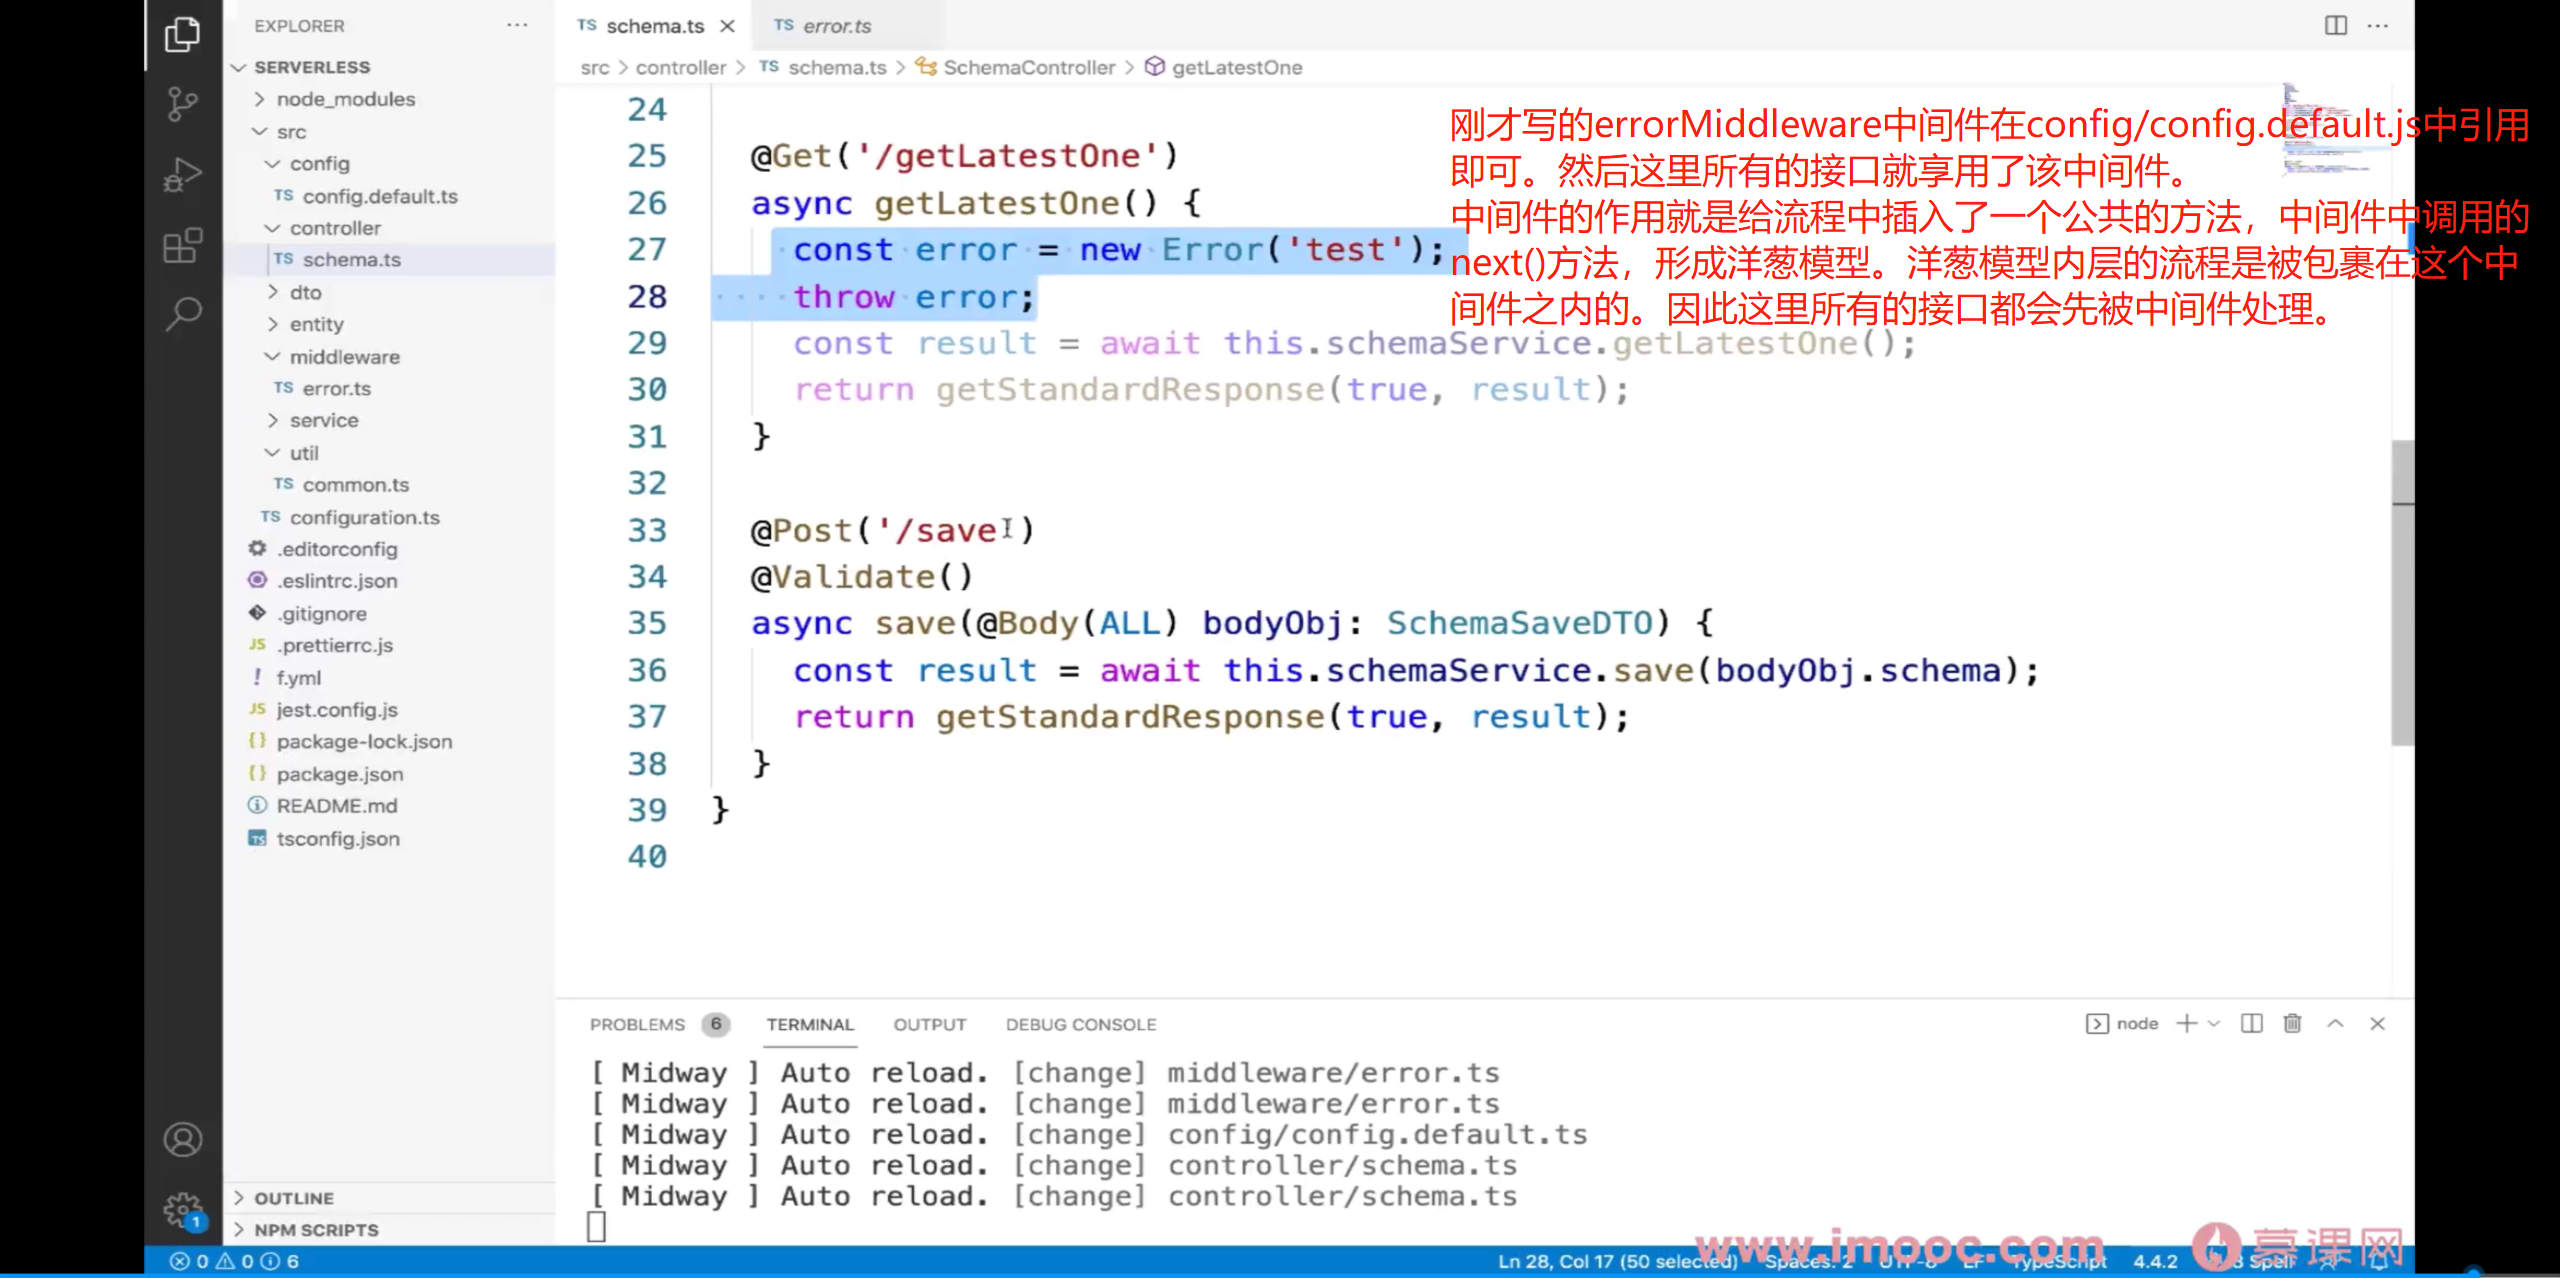 EXPLORER
SERVERLESS
node_modules
src
config
TS config.default.ts
controller
TS schema.ts
dto
entity
middleware
TS error.ts
service
util
TS common.ts
TS configuration.ts
.editorconfig
.eslintrc.json
.gitignore
JS .prettierrc.js
! f.yml
JS jest.config.js
{} package-lock.json
{} package.json
README.md
TS tsconfig.json
OUTLINE
NPM SCRIPTS
1
TS schema.ts
TS error.ts
src > controller > TS schema.ts > SchemaController > getLatestOne
24
25 @Get('/getLatestOne')
26 async getLatestOne() {
27 const error = new Error('test');
28 throw error;
29 const result = await this.schemaService.getLatestOne();
30 return getStandardResponse(true, result);
31 }
32
33 @Post('/save')
34 @Validate()
35 async save(@Body(ALL) bodyObj: SchemaSaveDTO) {
36 const result = await this.schemaService.save(bodyObj.schema);
37 return getStandardResponse(true, result);
38 }
39 }
40
刚才写的errorMiddleware中间件在config/config.default.js中引用
即可。然后这里所有的接口就享用了该中间件。
中间件的作用就是给流程中插入了一个公共的方法，中间件中调用的
next()方法，形成洋葱模型。洋葱模型内层的流程是被包裹在这个中
间件之内的。因此这里所有的接口都会先被中间件处理。
PROBLEMS 6 TERMINAL OUTPUT DEBUG CONSOLE
node
[ Midway ] Auto reload. [change] middleware/error.ts
[ Midway ] Auto reload. [change] middleware/error.ts
[ Midway ] Auto reload. [change] config/config.default.ts
[ Midway ] Auto reload. [change] controller/schema.ts
[ Midway ] Auto reload. [change] controller/schema.ts
0 0 6
Ln 28, Col 17 (50 selected) Spaces: 2 UTF-8 LF TypeScript 4.4.2 3 Spell
www.imooc.com 慕课网